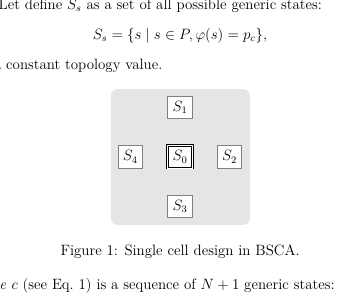 Let define $S_s$ as a set of all possible generic states:
$S_s = \{s \mid s \in P, \varphi(s) = p_c\},$
constant topology value.
$S_1$
$S_4$ $S_0$ $S_2$
$S_3$
Figure 1: Single cell design in BSCA.
e c (see Eq. 1) is a sequence of $N + 1$ generic states: